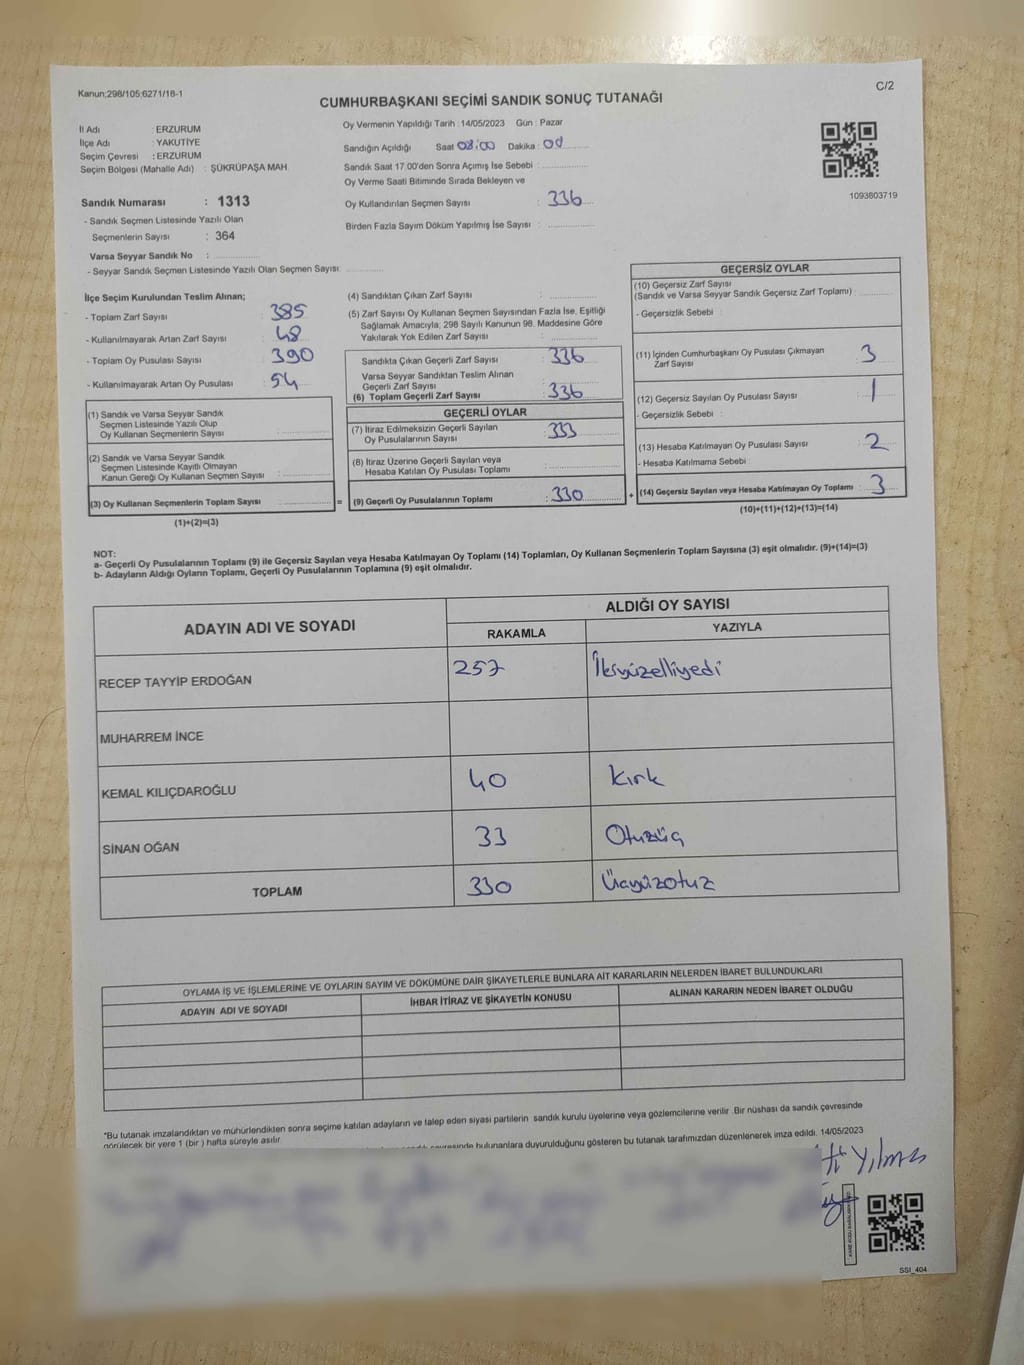 Kanun;298/105;6271/18-1
C/2
CUMHURBAŞKANI SEÇİMİ SANDIK SONUÇ TUTANAĞI
İl Adı : ERZURUM
İlçe Adı : YAKUTİYE
Seçim Çevresi : ERZURUM
Seçim Bölgesi (Mahalle Adı) : ŞÜKRÜPAŞA MAH.
Sandık Numarası : 1313
- Sandık Seçmen Listesinde Yazılı Olan
Seçmenlerin Sayısı : 364
Varsa Seyyar Sandık No :
- Seyyar Sandık Seçmen Listesinde Yazılı Olan Seçmen Sayısı:
Oy Vermenin Yapıldığı Tarih : 14/05/2023 Gün : Pazar
Sandığın Açıldığı Saat 08:00 Dakika : 00
Sandık Saat 17.00'den Sonra Açımış İse Sebebi :
Oy Verme Saati Bitiminde Sırada Bekleyen ve
Oy Kullandırılan Seçmen Sayısı : 336
Birden Fazla Sayım Döküm Yapılmış İse Sayısı :
1093803719
İlçe Seçim Kurulundan Teslim Alınan;
- Toplam Zarf Sayısı : 385
- Kullanılmayarak Artan Zarf Sayısı : 48
- Toplam Oy Pusulası Sayısı : 390
- Kullanılmayarak Artan Oy Pusulası : 54
(1) Sandık ve Varsa Seyyar Sandık
Seçmen Listesinde Yazılı Olup
Oy Kullanan Seçmenlerin Sayısı :
(2) Sandık ve Varsa Seyyar Sandık
Seçmen Listesinde Kayıtlı Olmayan
Kanun Gereği Oy Kullanan Seçmen Sayısı :
(3) Oy Kullanan Seçmenlerin Toplam Sayısı =
(1)+(2)=(3)
(4) Sandıktan Çıkan Zarf Sayısı :
(5) Zarf Sayısı Oy Kullanan Seçmen Sayısından Fazla İse, Eşitliği
Sağlamak Amacıyla, 298 Sayılı Kanunun 98. Maddesine Göre
Yakılarak Yok Edilen Zarf Sayısı :
Sandıkta Çıkan Geçerli Zarf Sayısı : 336
Varsa Seyyar Sandıktan Teslim Alınan
Geçerli Zarf Sayısı
(6) Toplam Geçerli Zarf Sayısı : 336
GEÇERLİ OYLAR
(7) İtiraz Edilmeksizin Geçerli Sayılan
Oy Pusulalarının Sayısı : 333
(8) İtiraz Üzerine Geçerli Sayılan veya
Hesaba Katılan Oy Pusulası Toplamı :
(9) Geçerli Oy Pusulalarının Toplamı : 330 +
GEÇERSİZ OYLAR
(10) Geçersiz Zarf Sayısı
(Sandık ve Varsa Seyyar Sandık Geçersiz Zarf Toplamı) :
- Geçersizlik Sebebi :
(11) İçinden Cumhurbaşkanı Oy Pusulası Çıkmayan
Zarf Sayısı : 3
(12) Geçersiz Sayılan Oy Pusulası Sayısı : 1
- Geçersizlik Sebebi :
(13) Hesaba Katılmayan Oy Pusulası Sayısı : 2
- Hesaba Katılmama Sebebi :
(14) Geçersiz Sayılan veya Hesaba Katılmayan Oy Toplamı : 3
(10)+(11)+(12)+(13)=(14)
NOT:
a- Geçerli Oy Pusulalarının Toplamı (9) ile Geçersiz Sayılan veya Hesaba Katılmayan Oy Toplamı (14) Toplamları, Oy Kullanan Seçmenlerin Toplam Sayısına (3) eşit olmalıdır. (9)+(14)=(3)
b- Adayların Aldığı Oyların Toplamı, Geçerli Oy Pusulalarının Toplamına (9) eşit olmalıdır.
ADAYIN ADI VE SOYADI
ALDIĞI OY SAYISI
RAKAMLA YAZIYLA
RECEP TAYYİP ERDOĞAN 257 İkiyüzelliyedi
MUHARREM İNCE
KEMAL KILIÇDAROĞLU 40 Kırk
SİNAN OĞAN 33 Otuzüç
TOPLAM 330 Üçyüzotuz
OYLAMA İŞ VE İŞLEMLERİNE VE OYLARIN SAYIM VE DÖKÜMÜNE DAİR ŞİKAYETLERLE BUNLARA AİT KARARLARIN NELERDEN İBARET BULUNDUKLARI
ADAYIN ADI VE SOYADI İHBAR İTİRAZ VE ŞİKAYETİN KONUSU ALINAN KARARIN NEDEN İBARET OLDUĞU
*Bu tutanak imzalandıktan ve mühürlendikten sonra seçime katılan adayların ve talep eden siyasi partilerin sandık kurulu üyelerine veya gözlemcilerine verilir .Bir nüshası da sandık çevresinde
görülecek bir yere 1 (bir ) hafta süreyle asılır
bulunanlara duyurulduğunu gösteren bu tutanak tarafımızdan düzenlenerek imza edildi. 14/05/2023
Yılmaz
SSI_404